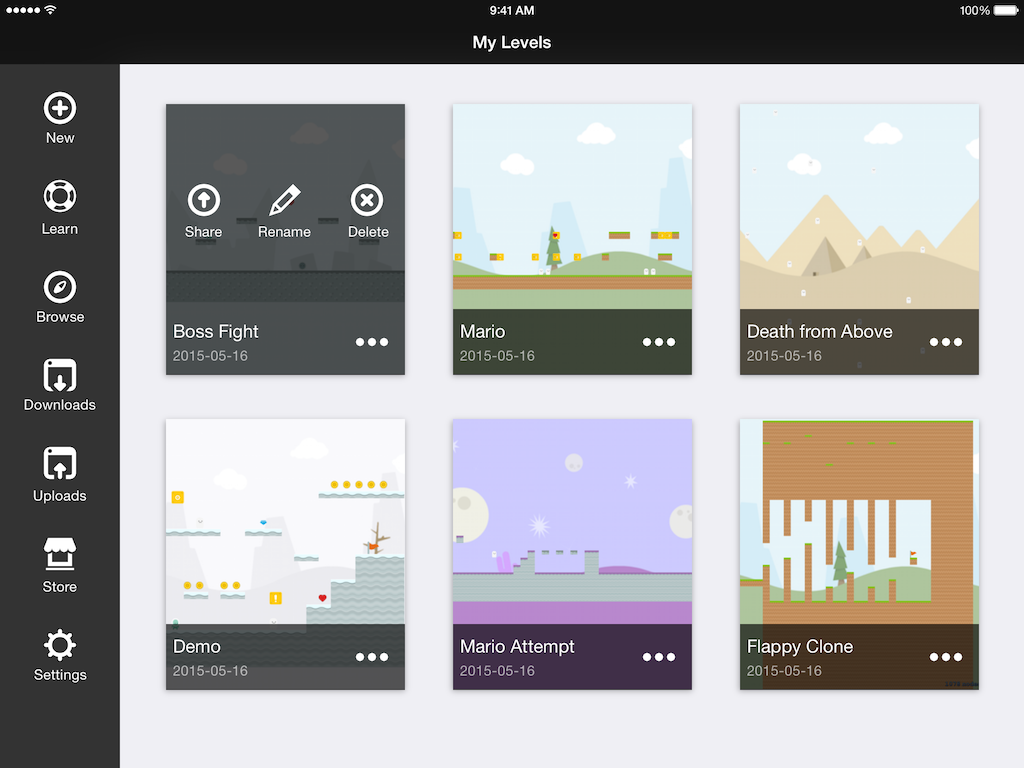 9:41 AM
100%
My Levels
New
Learn
Browse
Downloads
Uploads
Store
Settings
Share
Rename
Delete
Boss Fight
2015-05-16
Mario
2015-05-16
Death from Above
2015-05-16
Demo
2015-05-16
Mario Attempt
2015-05-16
Flappy Clone
2015-05-16